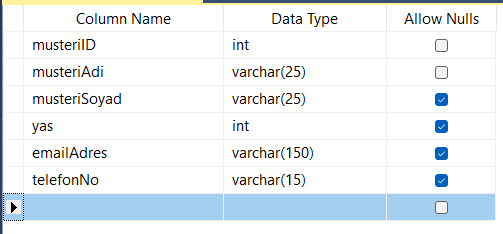 Column Name Data Type Allow Nulls
musteriID int
musteriAdi varchar(25)
musteriSoyad varchar(25)
yas int
emailAdres varchar(150)
telefonNo varchar(15)